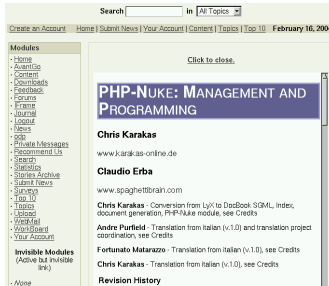 Search in All Topics
Create an Account Home | Submit News | Your Account | Content | Topics | Top 10 February 16, 200
Modules
· Home
· AvantGo
· Content
· Downloads
· Feedback
· Forums
· IFrame
· Journal
· Logout
· News
· pdp
· Private Messages
· Recommend Us
· Search
· Statistics
· Stories Archive
· Submit News
· Surveys
· Top 10
· Topics
· Upload
· WebMail
· WorkBoard
· Your Account
Invisible Modules
(Active but invisible
link)
· None
Click to close.
PHP-Nuke: Management and
Programming
Chris Karakas
www.karakas-online.de
Claudio Erba
www.spaghettibrain.com
Chris Karakas - Conversion from LyX to DocBook SGML, Index,
document generation, PHP-Nuke module, see Credits
Andre Purfield - Translation from italian (v.1.0) and translation project
coordination, see Credits
Fortunato Matarazzo - Translation from italian (v.1.0), see Credits
Chris Karakas - Translation from italian (v.1.0), see Credits
Revision History